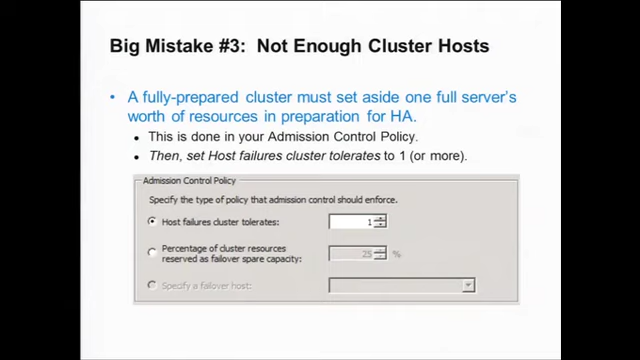 Big Mistake #3:  Not Enough Cluster Hosts
• A fully-prepared cluster must set aside one full server's
worth of resources in preparation for HA.
• This is done in your Admission Control Policy.
• Then, set Host failures cluster tolerates to 1 (or more).
Admission Control Policy
Specify the type of policy that admission control should enforce.
Host failures cluster tolerates: 1
Percentage of cluster resources
reserved as failover spare capacity: 25 %
Specify a failover host: